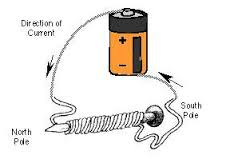 Direction of
Current
+
-
South
Pole
North
Pole